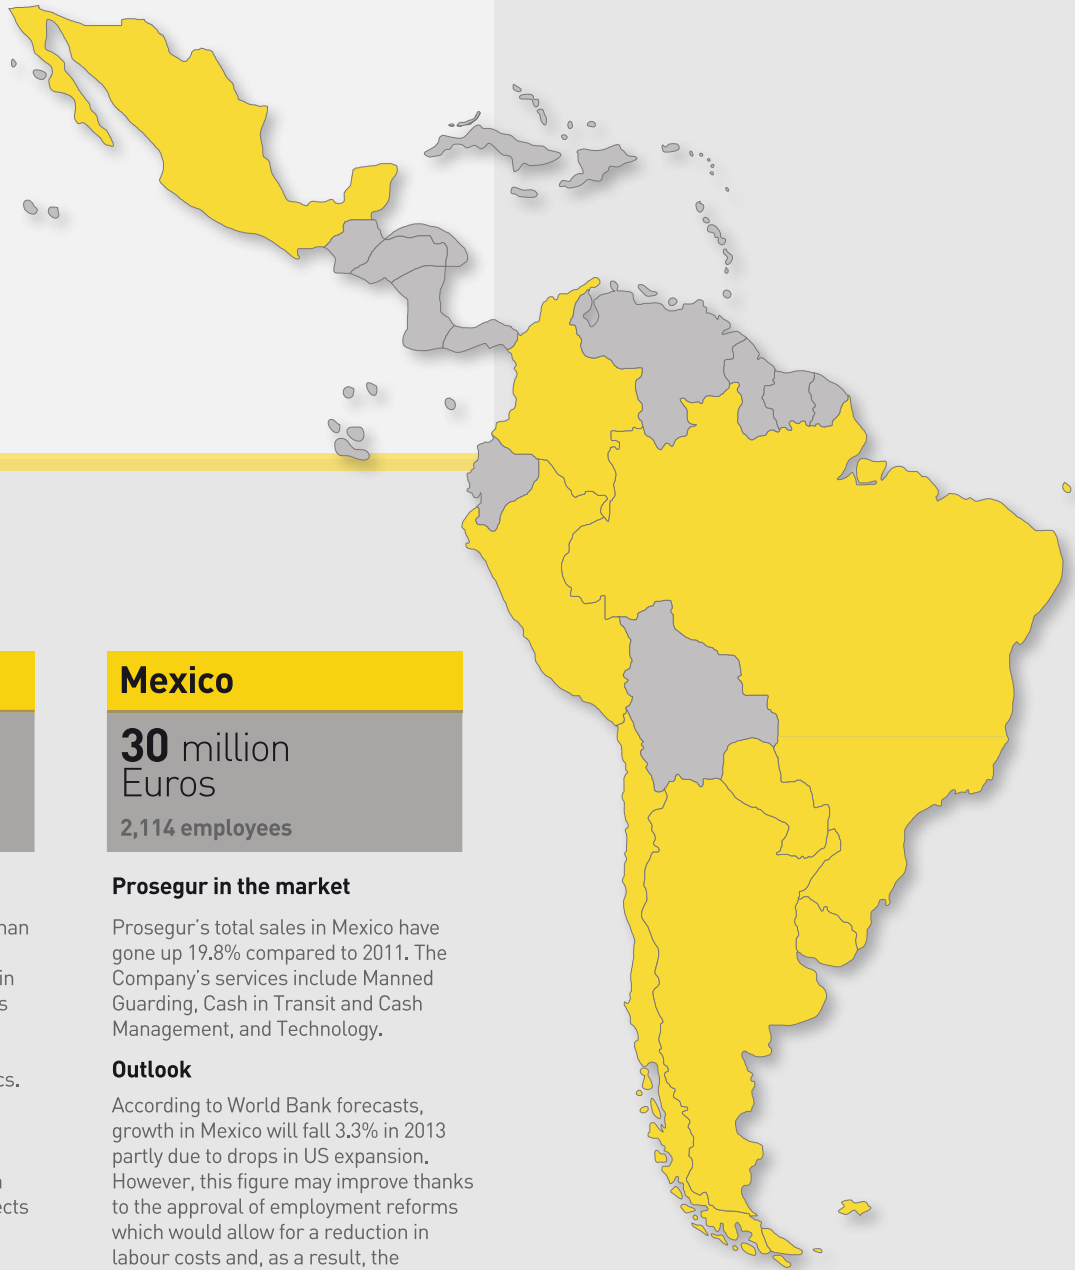 Mexico
30 million
Euros
2,114 employees
Prosegur in the market
Prosegur's total sales in Mexico have
gone up 19.8% compared to 2011. The
Company's services include Manned
Guarding, Cash in Transit and Cash
Management, and Technology.
Outlook
According to World Bank forecasts,
growth in Mexico will fall 3.3% in 2013
partly due to drops in US expansion.
However, this figure may improve thanks
to the approval of employment reforms
which would allow for a reduction in
labour costs and, as a result, the